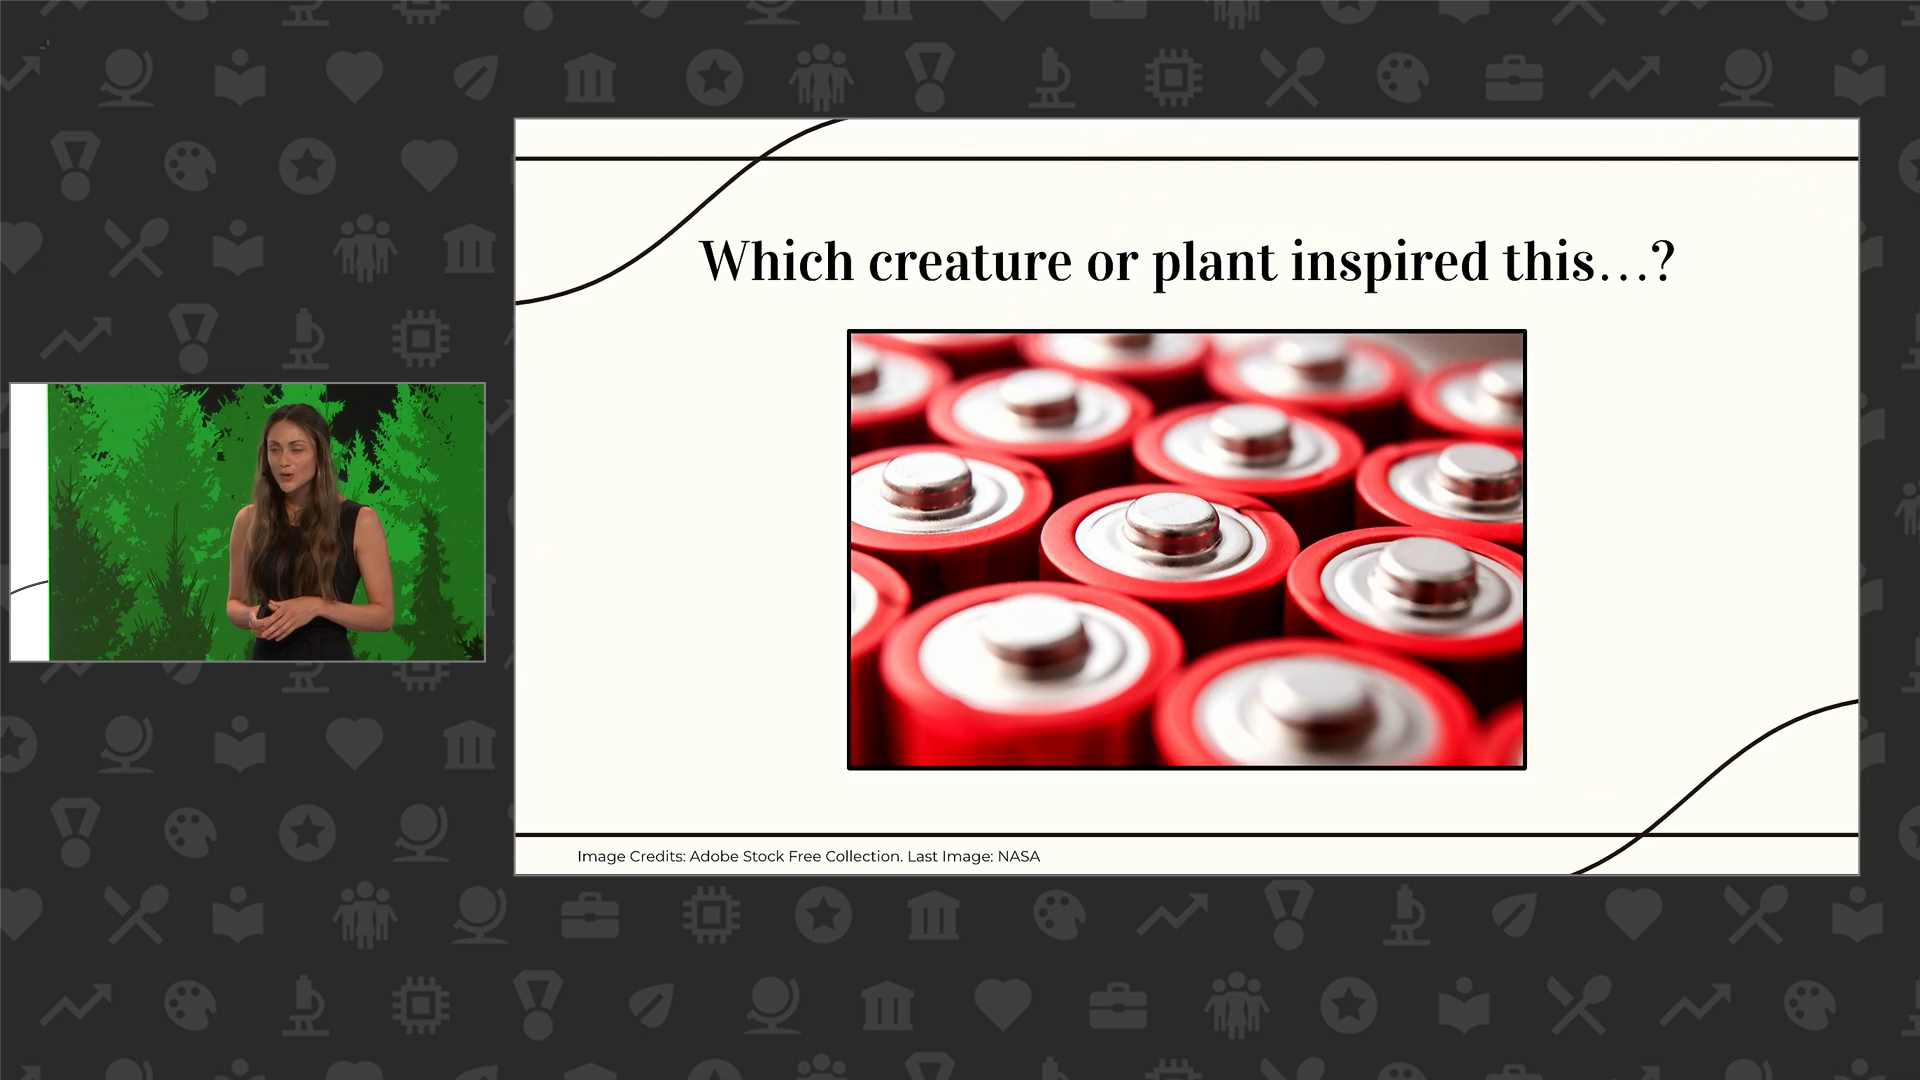 Which creature or plant inspired this…?
Image Credits: Adobe Stock Free Collection. Last Image: NASA